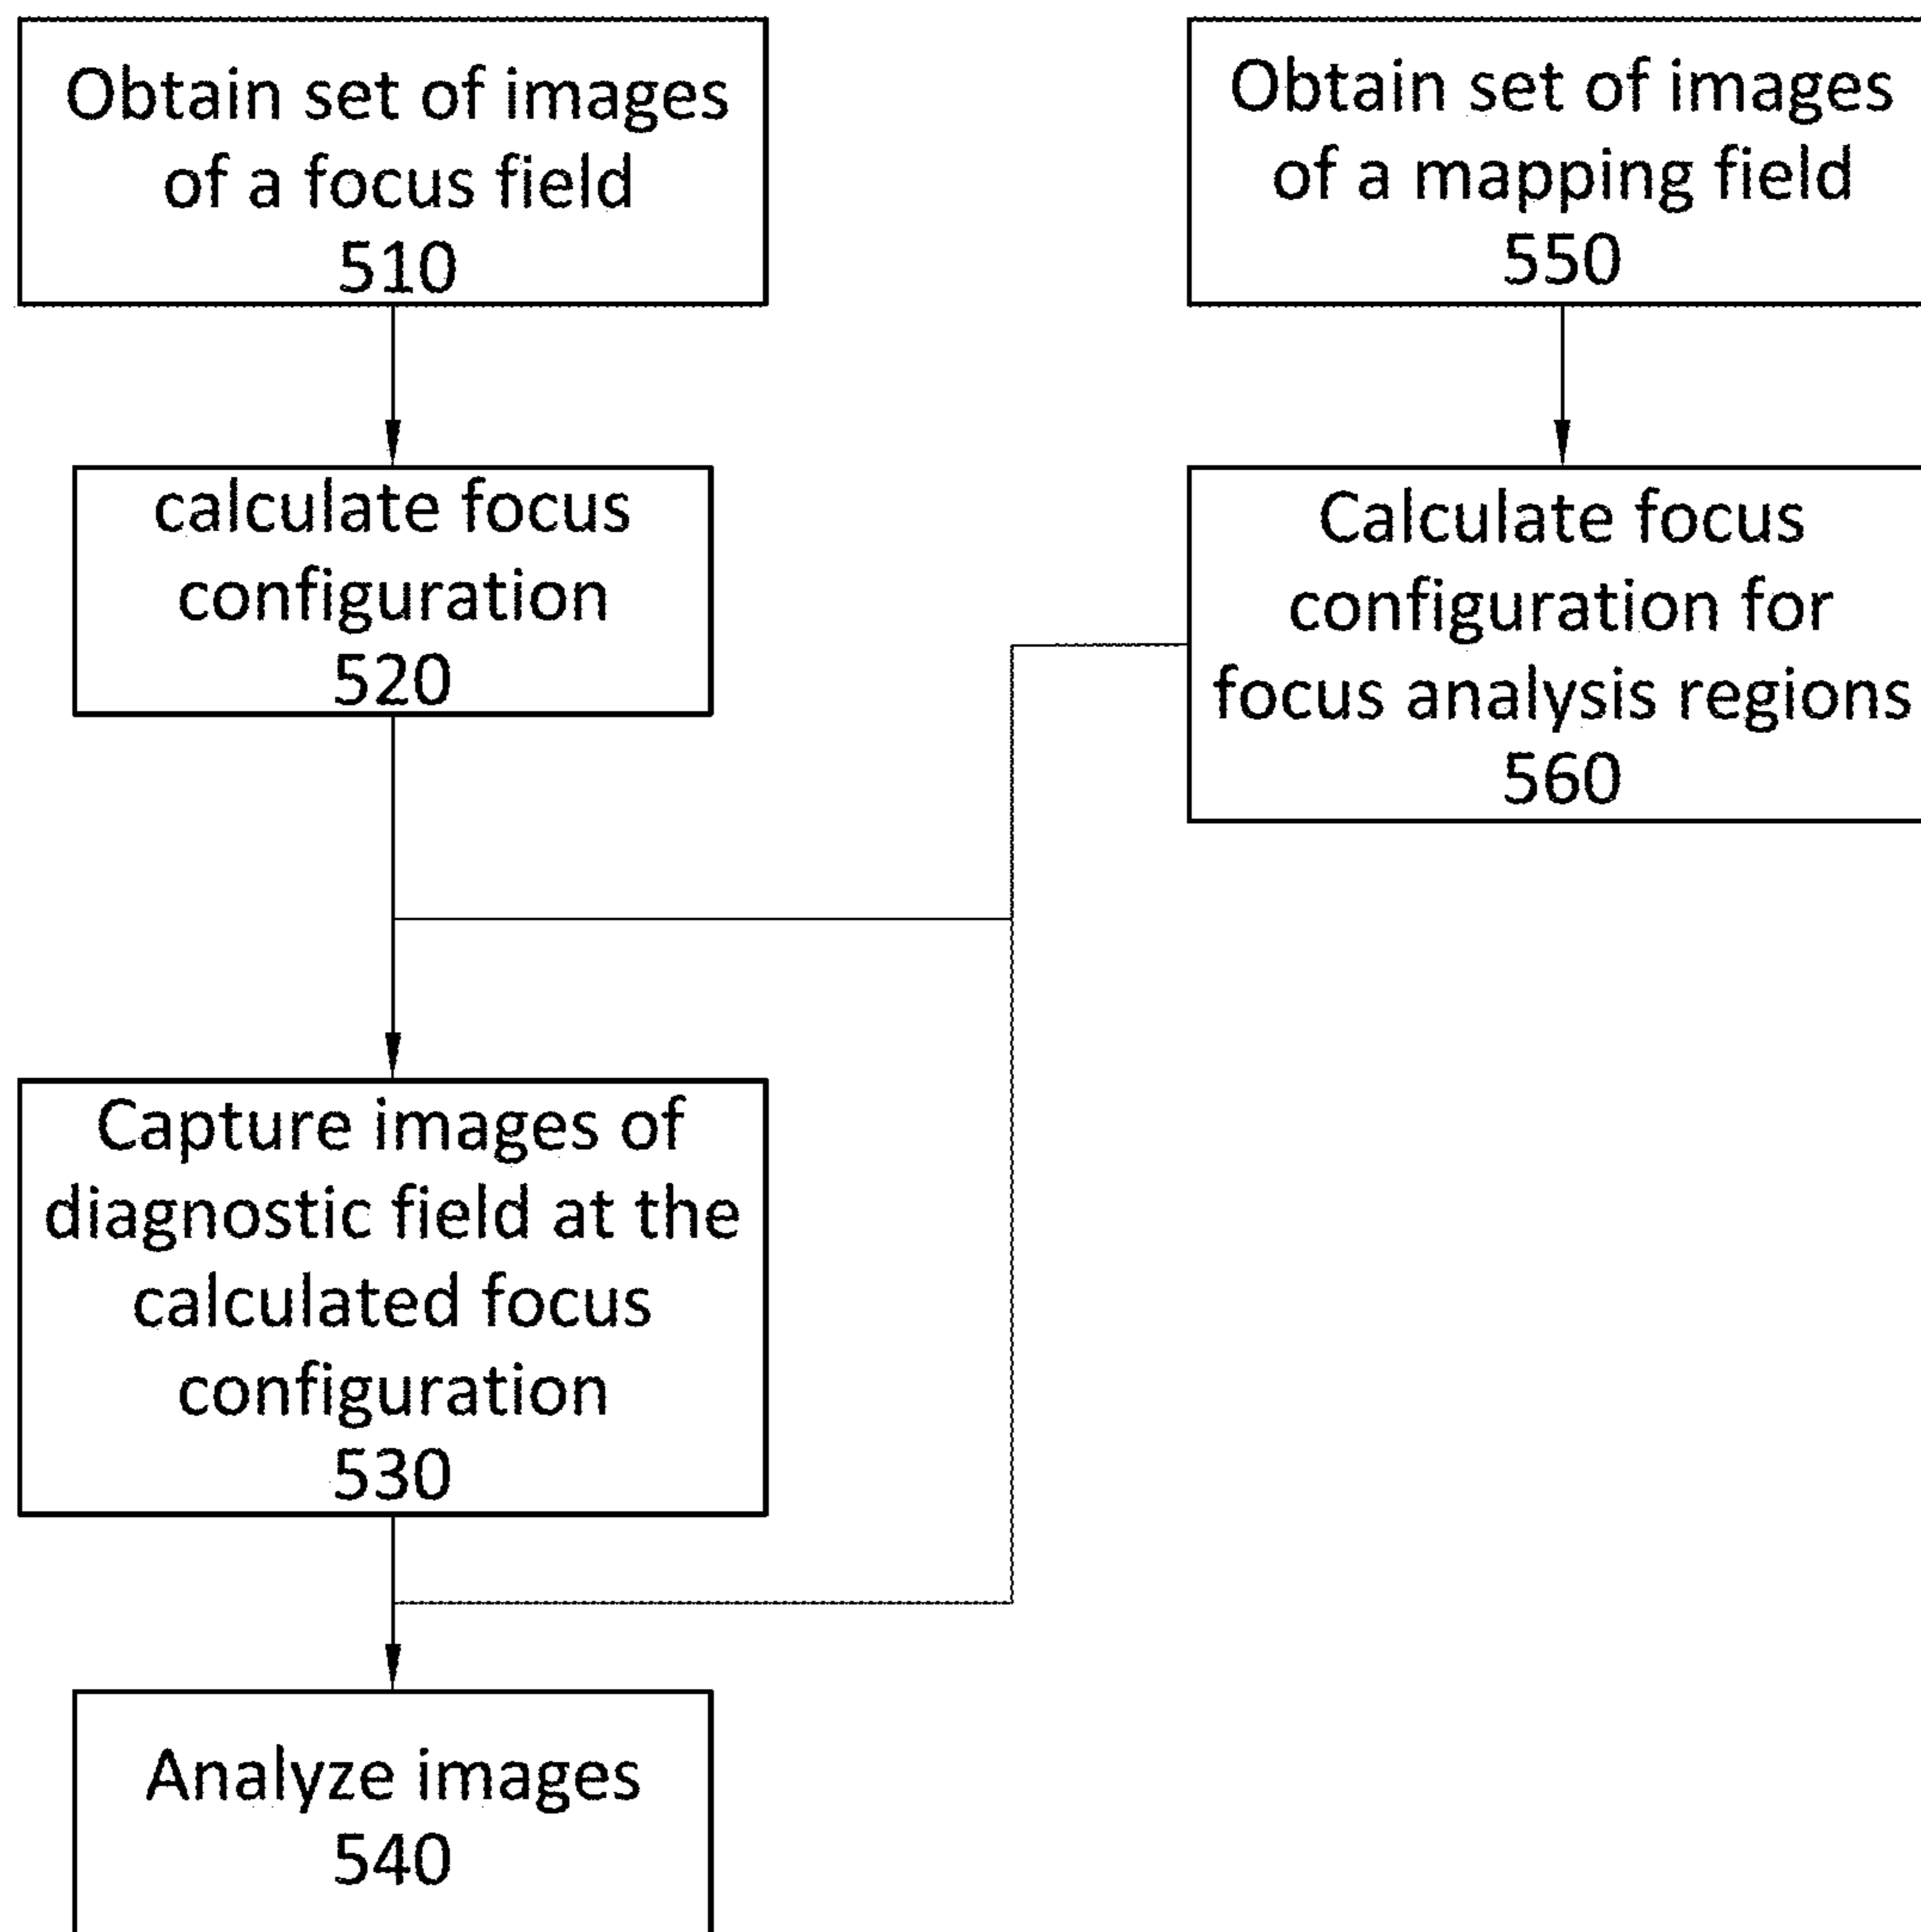 Obtain set of images
of a focus field
510
calculate focus
configuration
520
Capture images of
diagnostic field at the
calculated focus
configuration
530
Analyze images
540
Obtain set of images
of a mapping field
550
Calculate focus
configuration for
focus analysis regions
560